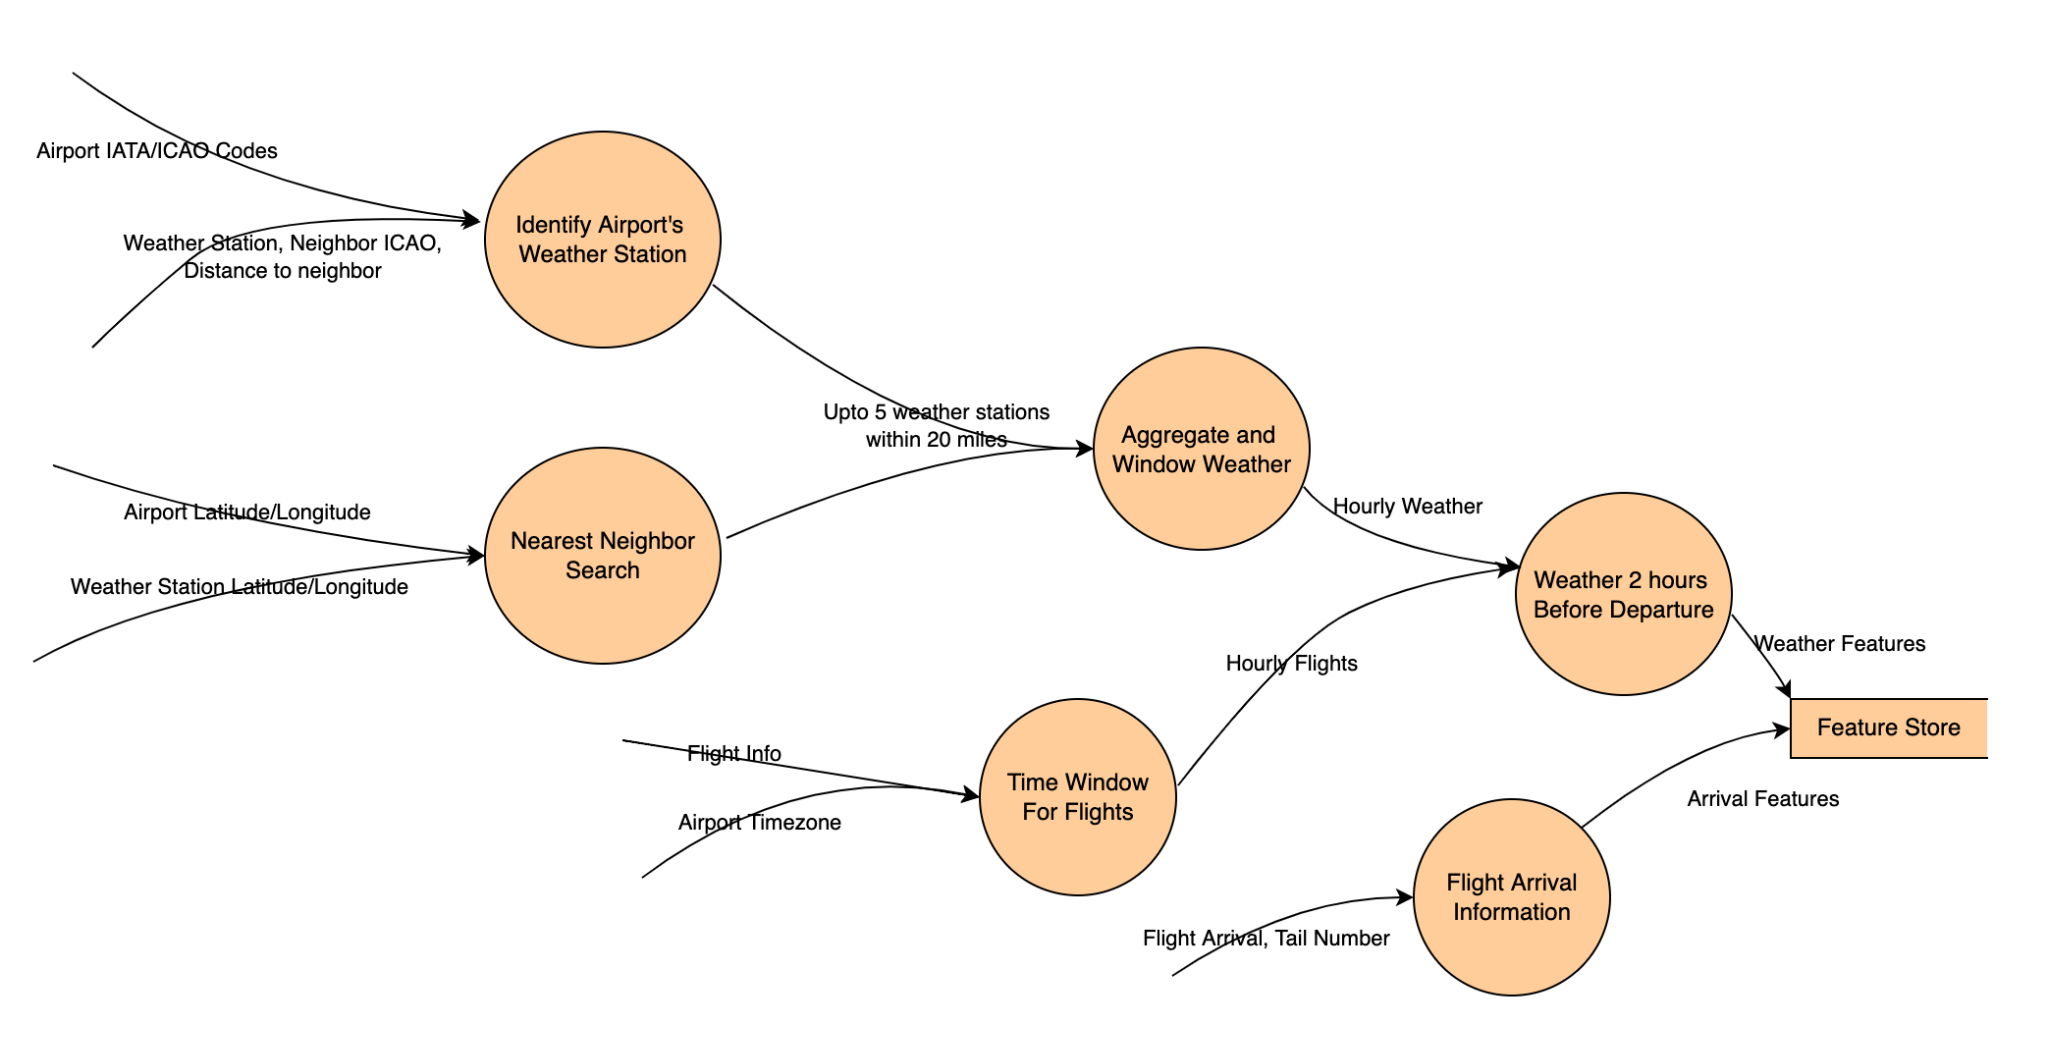 Airport IATA/ICAO Codes
Weather Station, Neighbor ICAO,
Distance to neighbor
Identify Airport's
Weather Station
Upto 5 weather stations
within 20 miles
Airport Latitude/Longitude
Weather Station Latitude/Longitude
Nearest Neighbor
Search
Aggregate and
Window Weather
Hourly Weather
Weather 2 hours
Before Departure
Hourly Flights
Weather Features
Feature Store
Flight Info
Airport Timezone
Time Window
For Flights
Arrival Features
Flight Arrival
Information
Flight Arrival, Tail Number